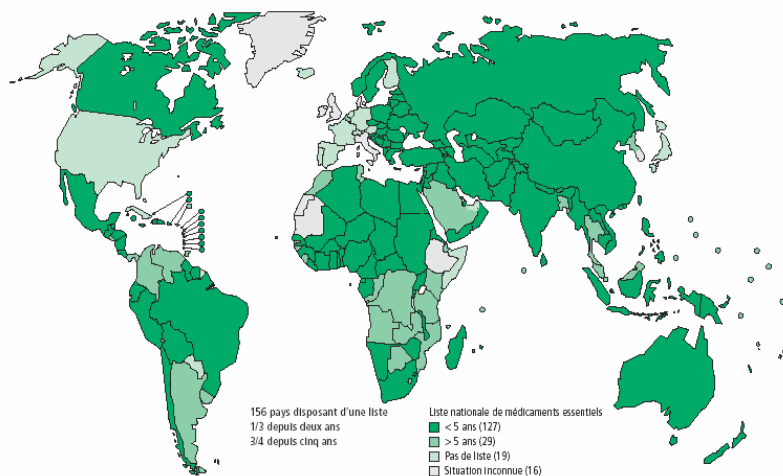 156 pays disposant d'une liste
1/3 depuis deux ans
3/4 depuis cinq ans
Liste nationale de médicaments essentiels
< 5 ans (127)
> 5 ans (29)
Pas de liste (19)
Situation inconnue (16)